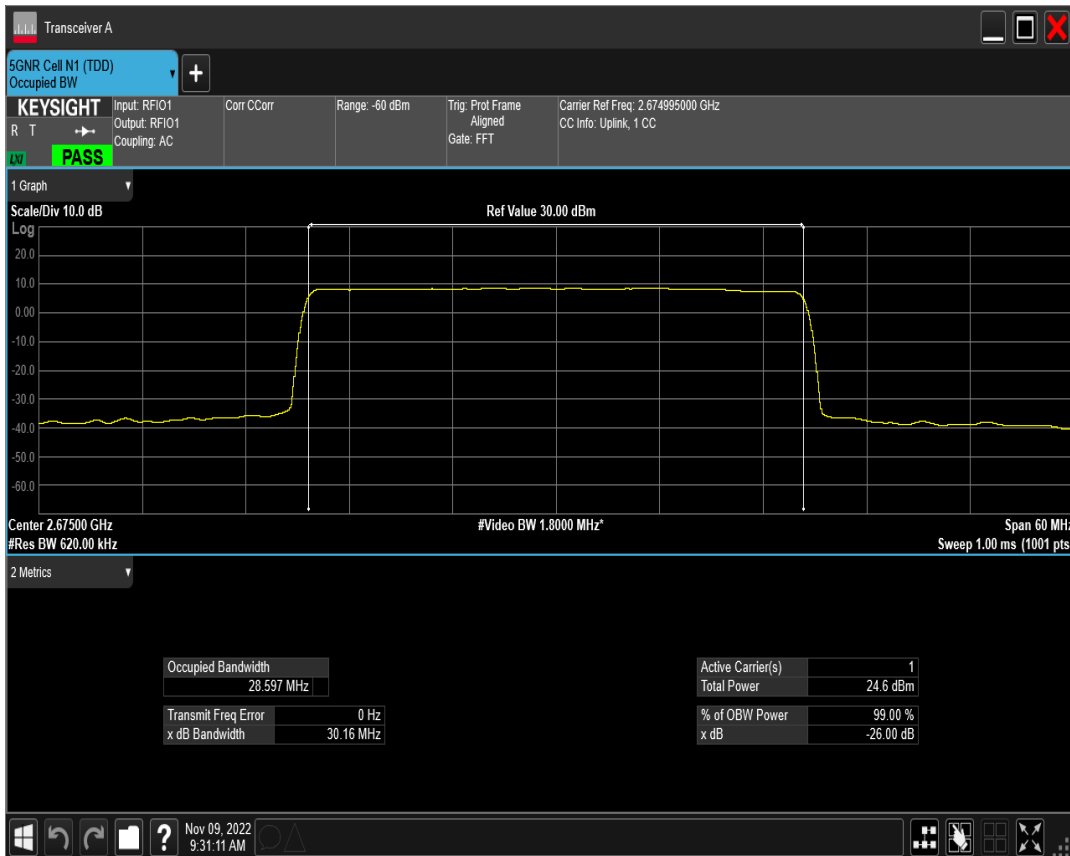 Transceiver A
5GNR Cell N1 (TDD)
Occupied BW
+
KEYSIGHT
R T
LXI
PASS
Input: RFIO1
Output: RFIO1
Coupling: AC
Corr CCorr
Range: -60 dBm
Trig: Prot Frame
Aligned
Gate: FFT
Carrier Ref Freq: 2.674995000 GHz
CC Info: Uplink, 1 CC
1 Graph
Scale/Div 10.0 dB
Ref Value 30.00 dBm
Log
20.0
10.0
0.00
-10.0
-20.0
-30.0
-40.0
-50.0
-60.0
Center 2.67500 GHz
#Video BW 1.8000 MHz*
Span 60 MHz
#Res BW 620.00 kHz
Sweep 1.00 ms (1001 pts
2 Metrics
Occupied Bandwidth
28.597 MHz
Transmit Freq Error 0 Hz
x dB Bandwidth 30.16 MHz
Active Carrier(s) 1
Total Power 24.6 dBm
% of OBW Power 99.00 %
x dB -26.00 dB
?
Nov 09, 2022
9:31:11 AM